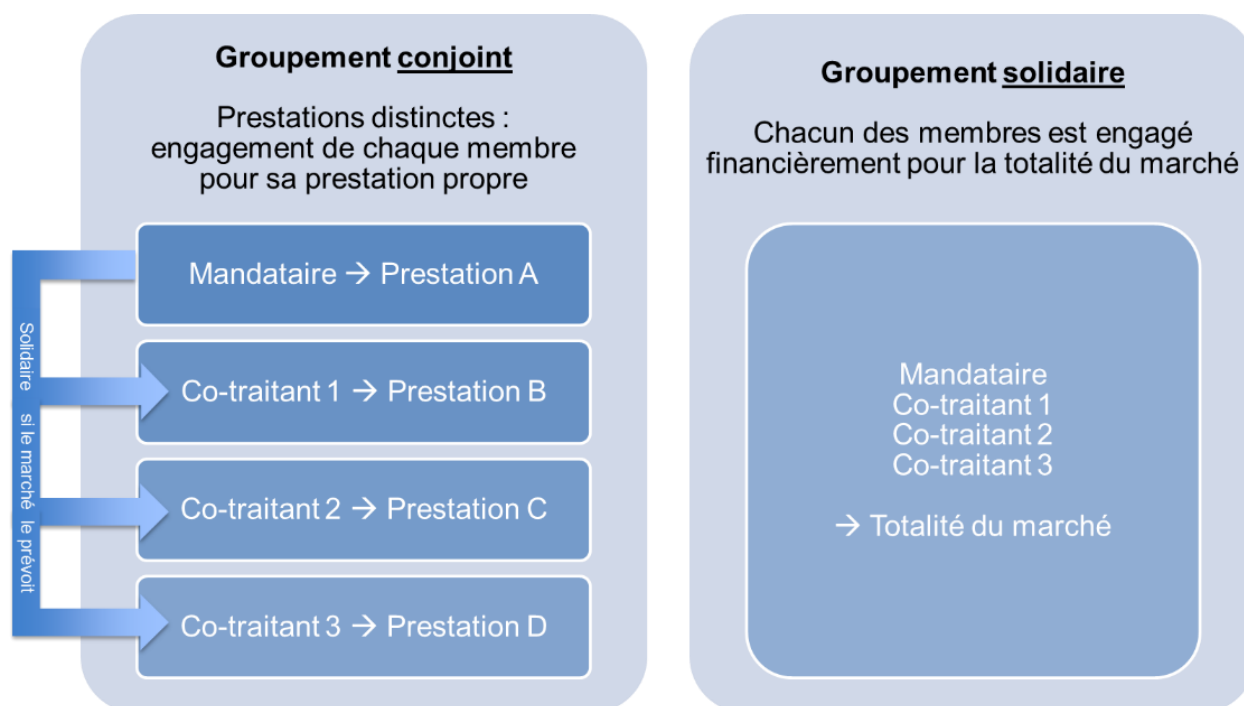 Groupement conjoint
Prestations distinctes :
engagement de chaque membre
pour sa prestation propre
Mandataire → Prestation A
Co-traitant 1 → Prestation B
Co-traitant 2 → Prestation C
Co-traitant 3 → Prestation D
Solidaire si le marché le prévoit
Groupement solidaire
Chacun des membres est engagé
financièrement pour la totalité du marché
Mandataire
Co-traitant 1
Co-traitant 2
Co-traitant 3
→ Totalité du marché